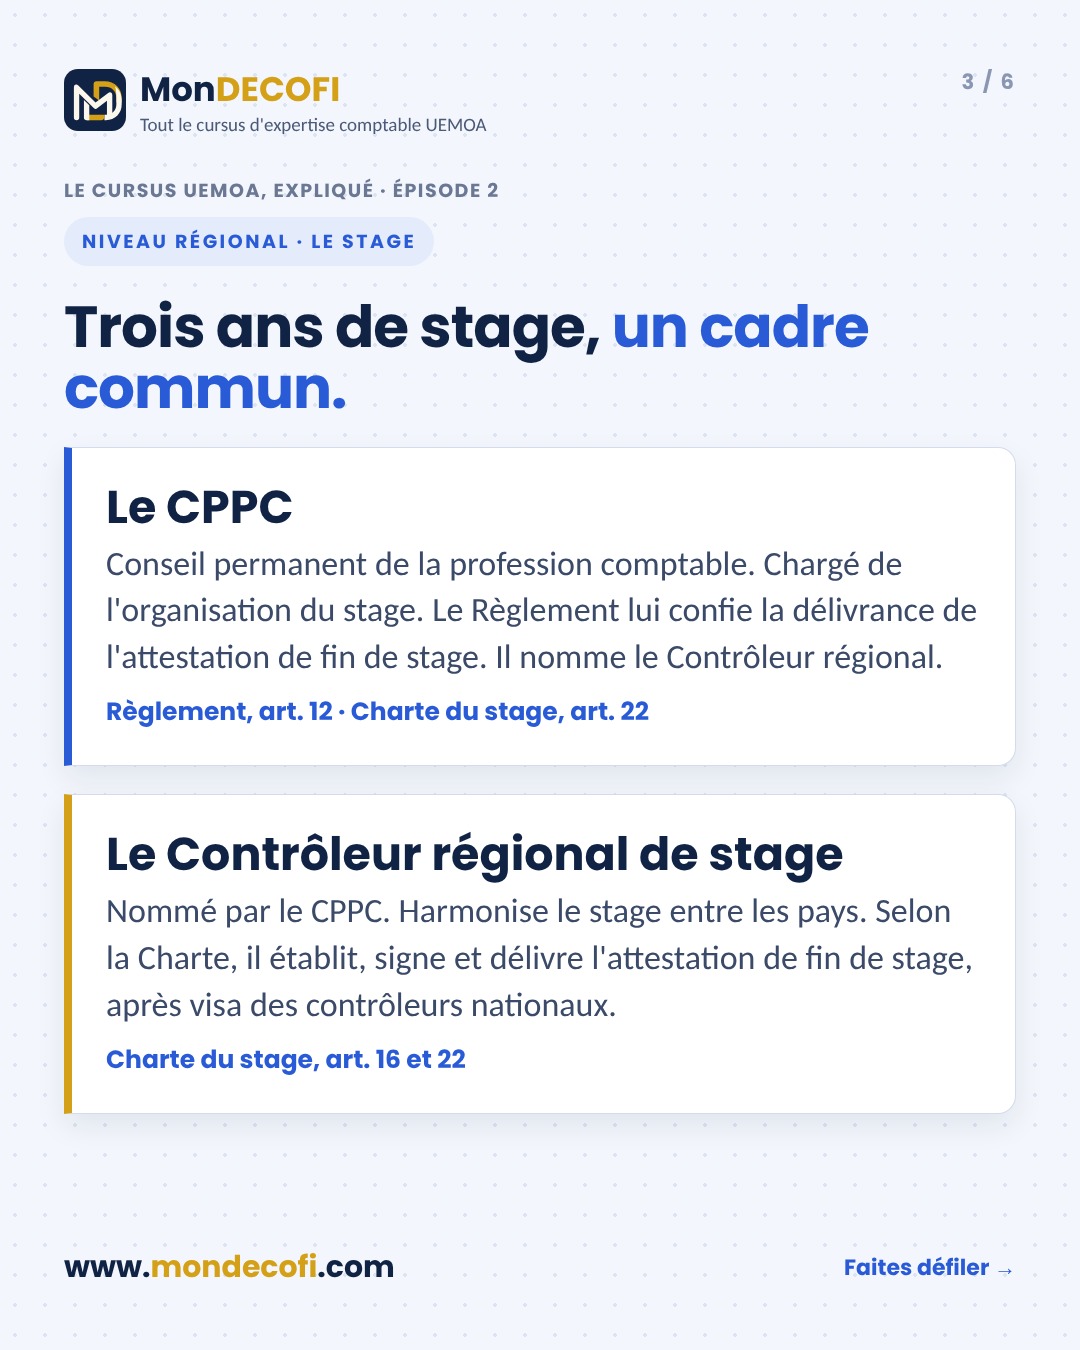 MonDECOFI
Tout le cursus d'expertise comptable UEMOA
3 / 6
LE CURSUS UEMOA, EXPLIQUÉ · ÉPISODE 2
NIVEAU RÉGIONAL · LE STAGE
Trois ans de stage, un cadre
commun.
Le CPPC
Conseil permanent de la profession comptable. Chargé de
l'organisation du stage. Le Règlement lui confie la délivrance de
l'attestation de fin de stage. Il nomme le Contrôleur régional.
Règlement, art. 12 · Charte du stage, art. 22
Le Contrôleur régional de stage
Nommé par le CPPC. Harmonise le stage entre les pays. Selon
la Charte, il établit, signe et délivre l'attestation de fin de stage,
après visa des contrôleurs nationaux.
Charte du stage, art. 16 et 22
www.mondecofi.com
Faites défiler →